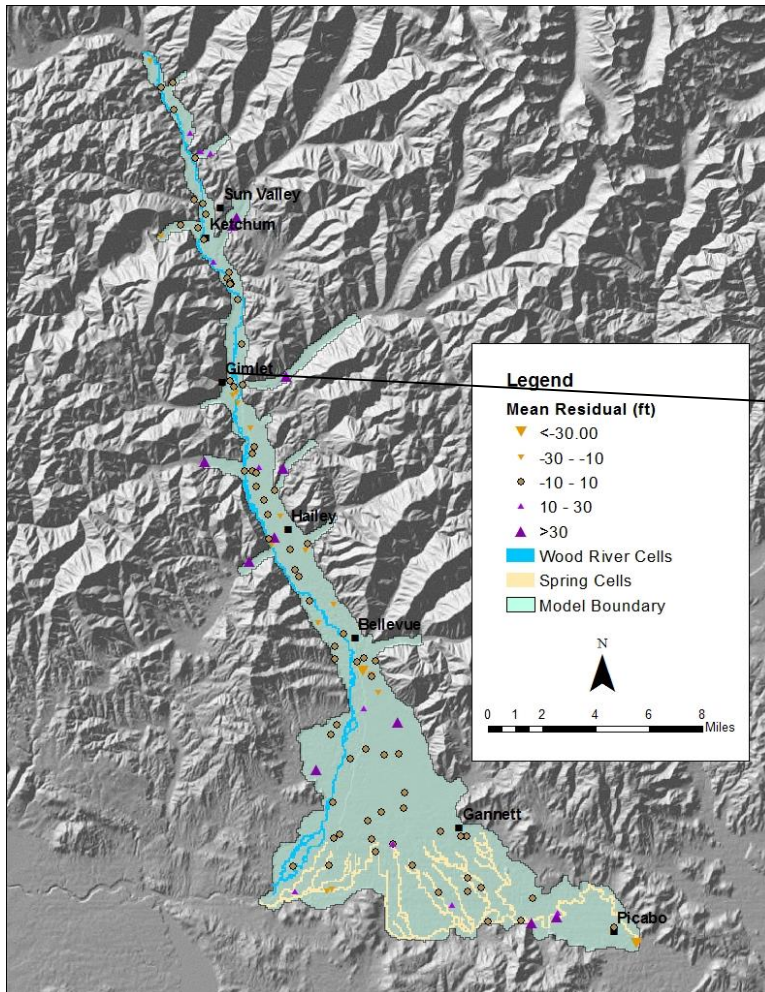 Sun Valley
Ketchum
Gimlet
Hailey
Bellevue
Gannett
Picabo
Legend
Mean Residual (ft)
<-30.00
-30 - -10
-10 - 10
10 - 30
>30
Wood River Cells
Spring Cells
Model Boundary
N
0 1 2 4 6 8
Miles